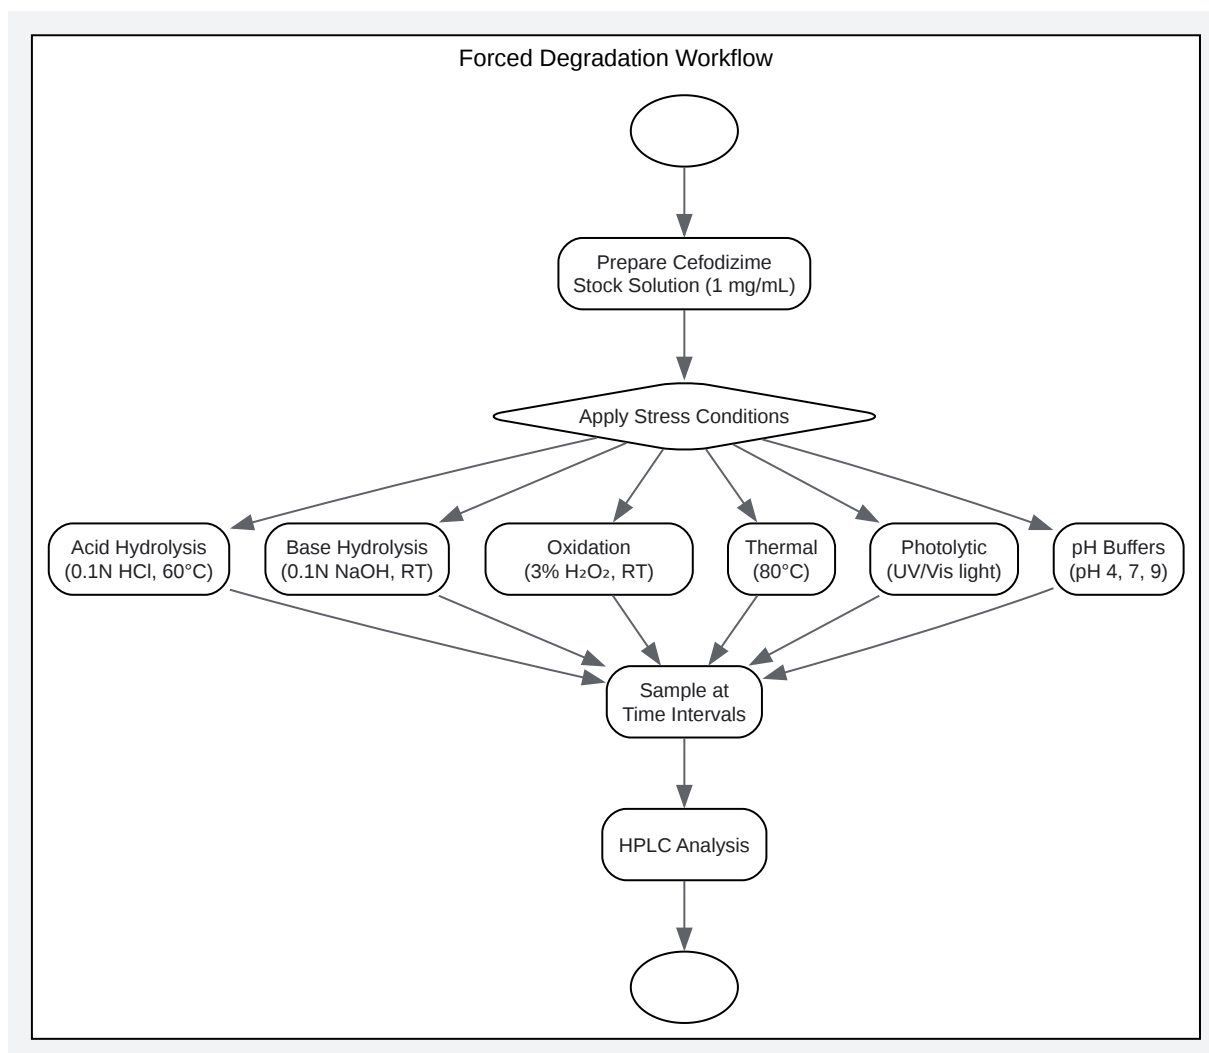 Forced Degradation Workflow
Prepare Cefodizime
Stock Solution (1 mg/mL)
Apply Stress Conditions
Acid Hydrolysis
(0.1N HCl, 60°C)
Base Hydrolysis
(0.1N NaOH, RT)
Oxidation
(3% H₂O₂, RT)
Thermal
(80°C)
Photolytic
(UV/Vis light)
pH Buffers
(pH 4, 7, 9)
Sample at
Time Intervals
HPLC Analysis